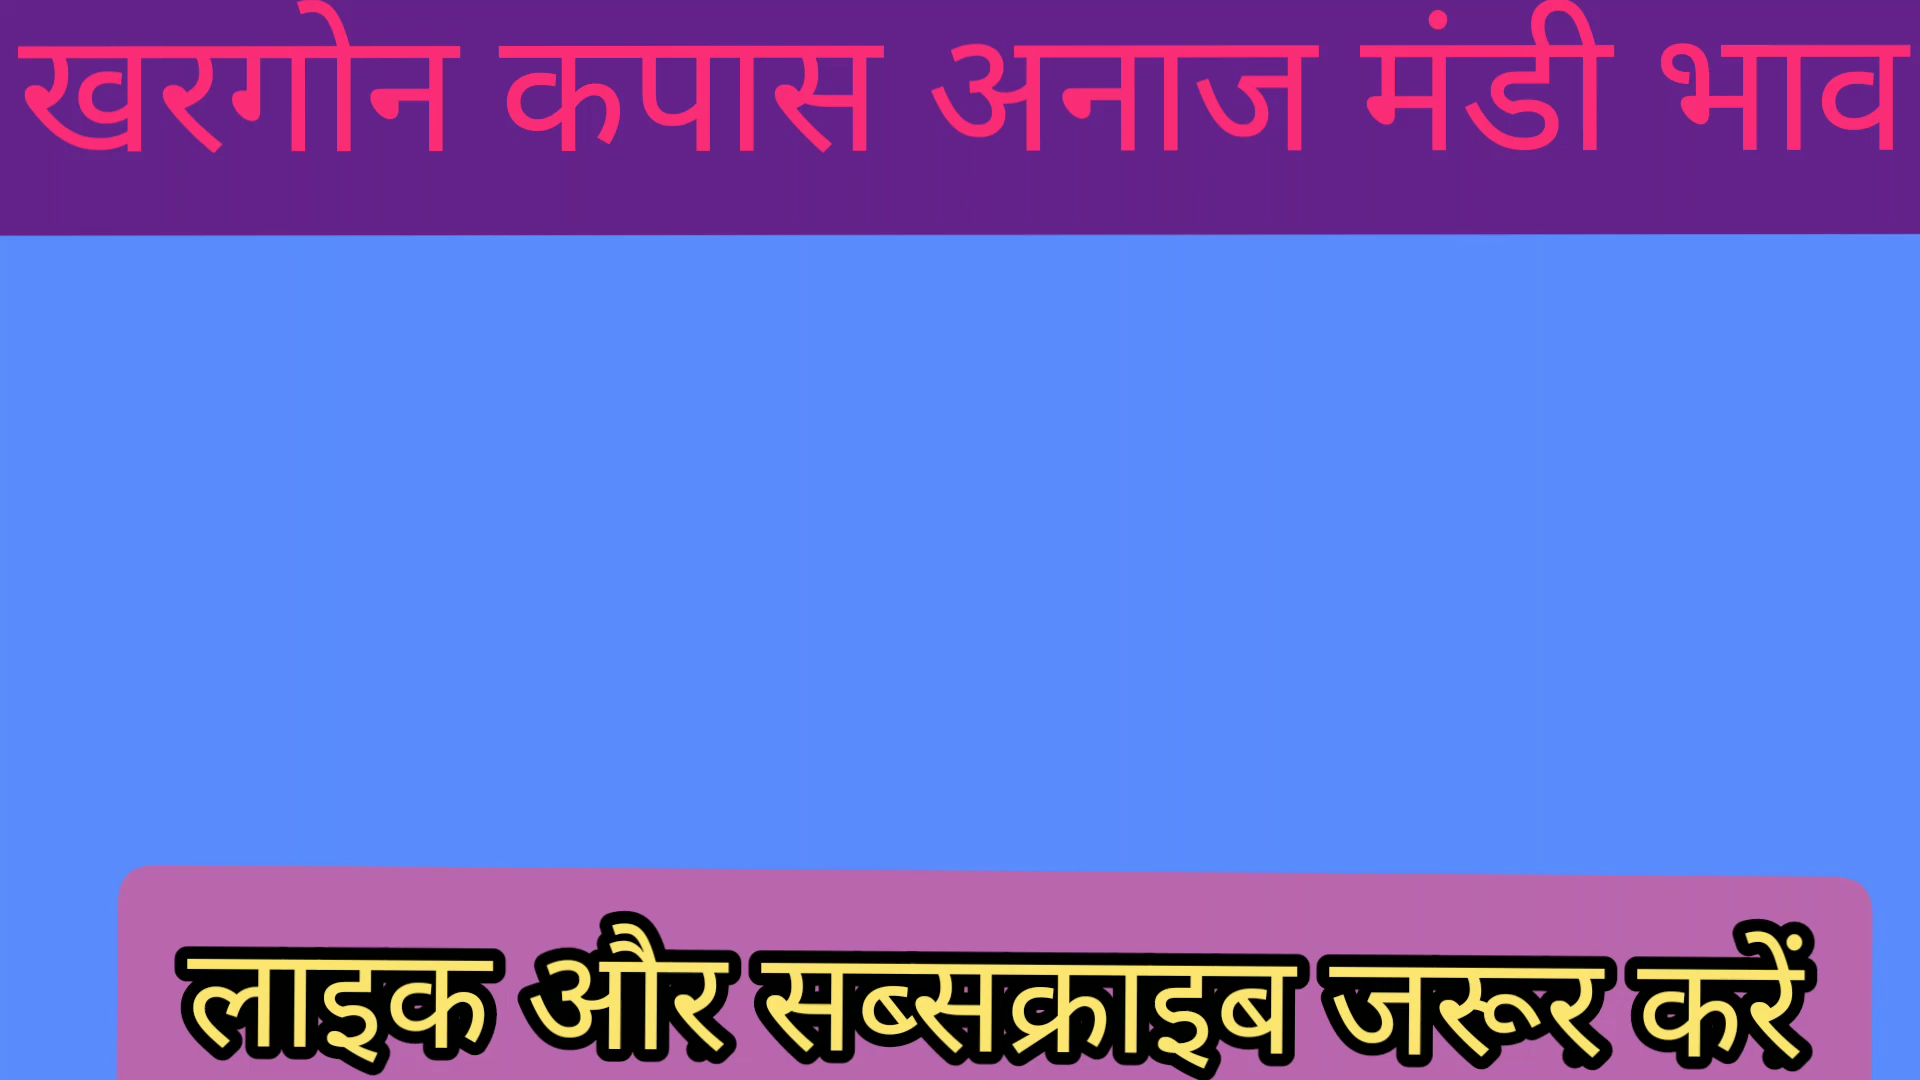 खरगोन कपास अनाज मंडी भाव
लाइक और सब्सक्राइब जरूर करें